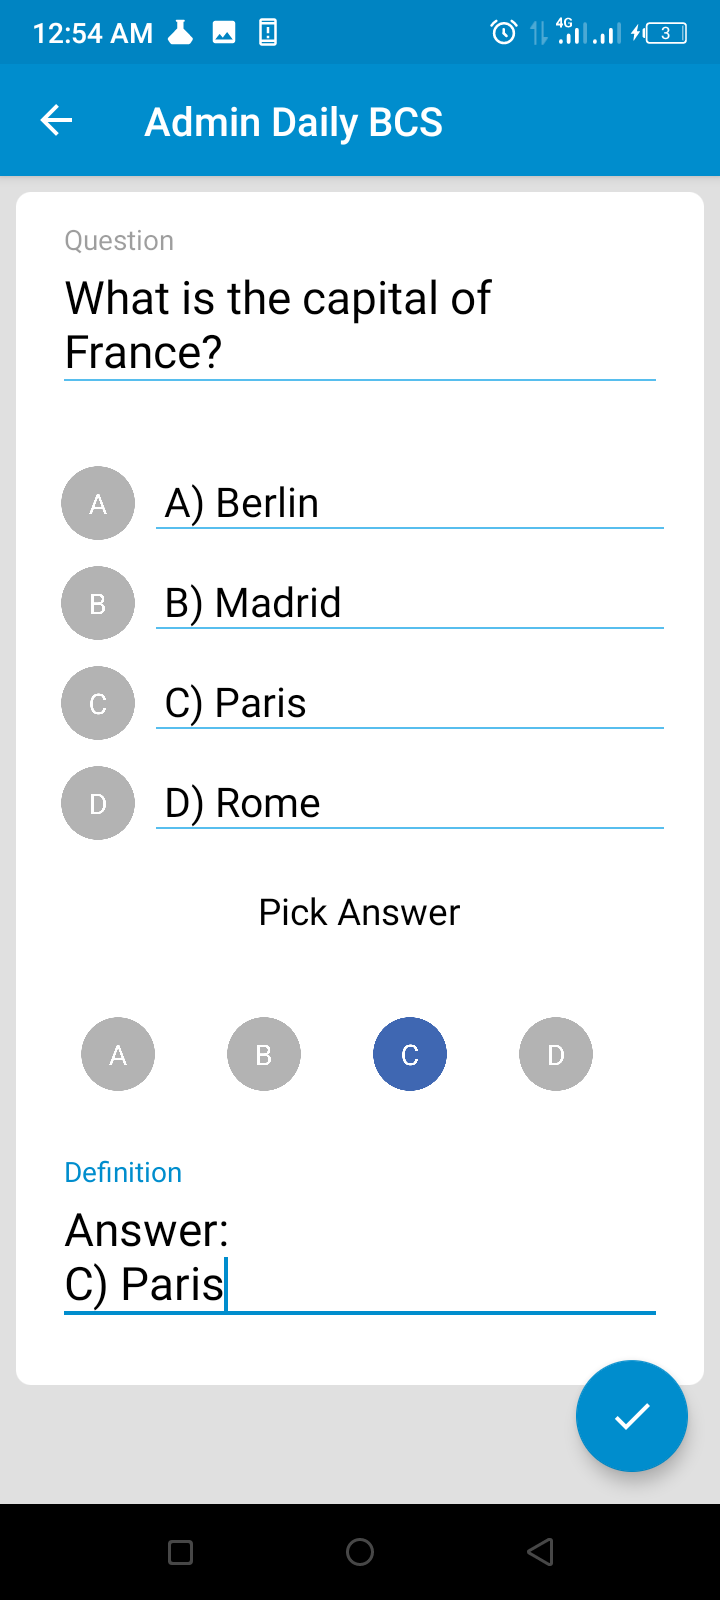 12:54 AM 4G 3
Admin Daily BCS
Question
What is the capital of
France?
A A) Berlin
B B) Madrid
C C) Paris
D D) Rome
Pick Answer
A B C D
Definition
Answer:
C) Paris